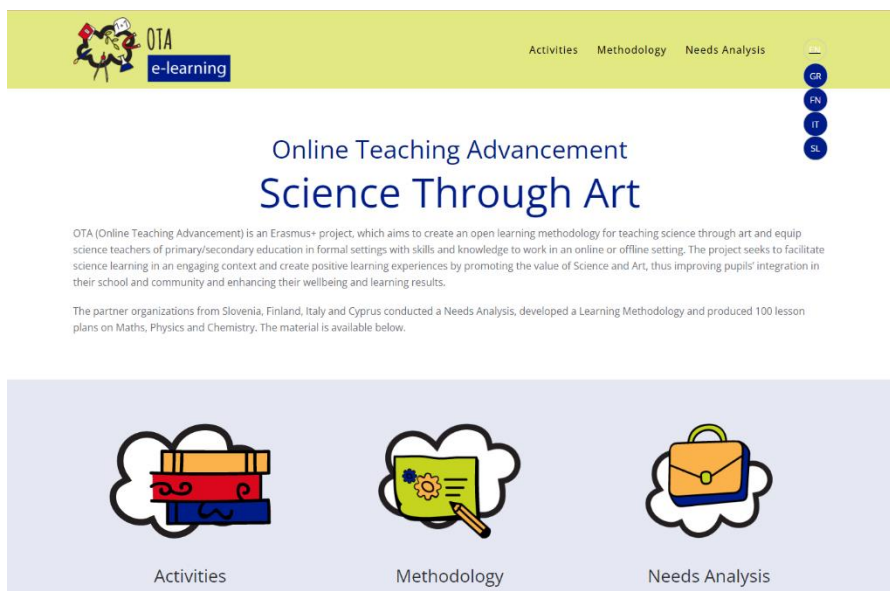 OTA
e-learning
Activities Methodology Needs Analysis
EN
GR
FN
IT
SL
Online Teaching Advancement
Science Through Art
OTA (Online Teaching Advancement) is an Erasmus+ project, which aims to create an open learning methodology for teaching science through art and equip
science teachers of primary/secondary education in formal settings with skills and knowledge to work in an online or offline setting. The project seeks to facilitate
science learning in an engaging context and create positive learning experiences by promoting the value of Science and Art, thus improving pupils' integration in
their school and community and enhancing their wellbeing and learning results.
The partner organizations from Slovenia, Finland, Italy and Cyprus conducted a Needs Analysis, developed a Learning Methodology and produced 100 lesson
plans on Maths, Physics and Chemistry. The material is available below.
Activities Methodology Needs Analysis